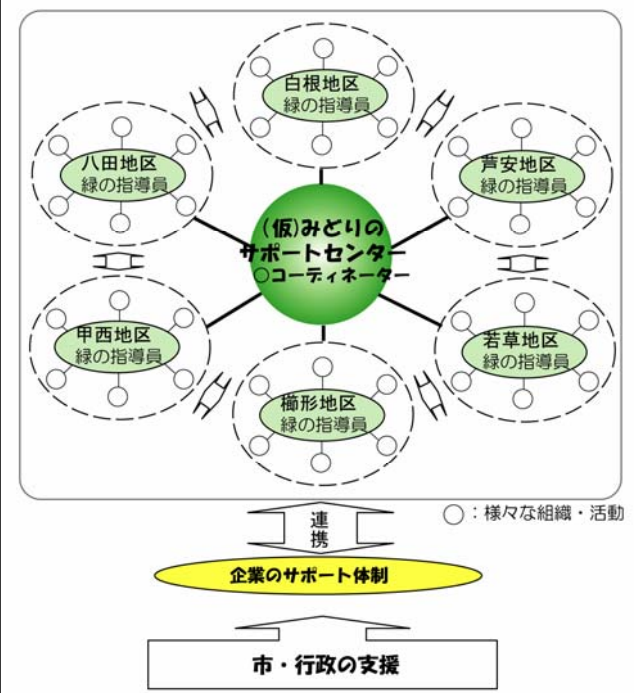 白根地区
緑の指導員
八田地区
緑の指導員
芦安地区
緑の指導員
(仮)みどりの
サポートセンター
○コーディネーター
甲西地区
緑の指導員
若草地区
緑の指導員
櫛形地区
緑の指導員
連
携
○：様々な組織・活動
企業のサポート体制
市・行政の支援